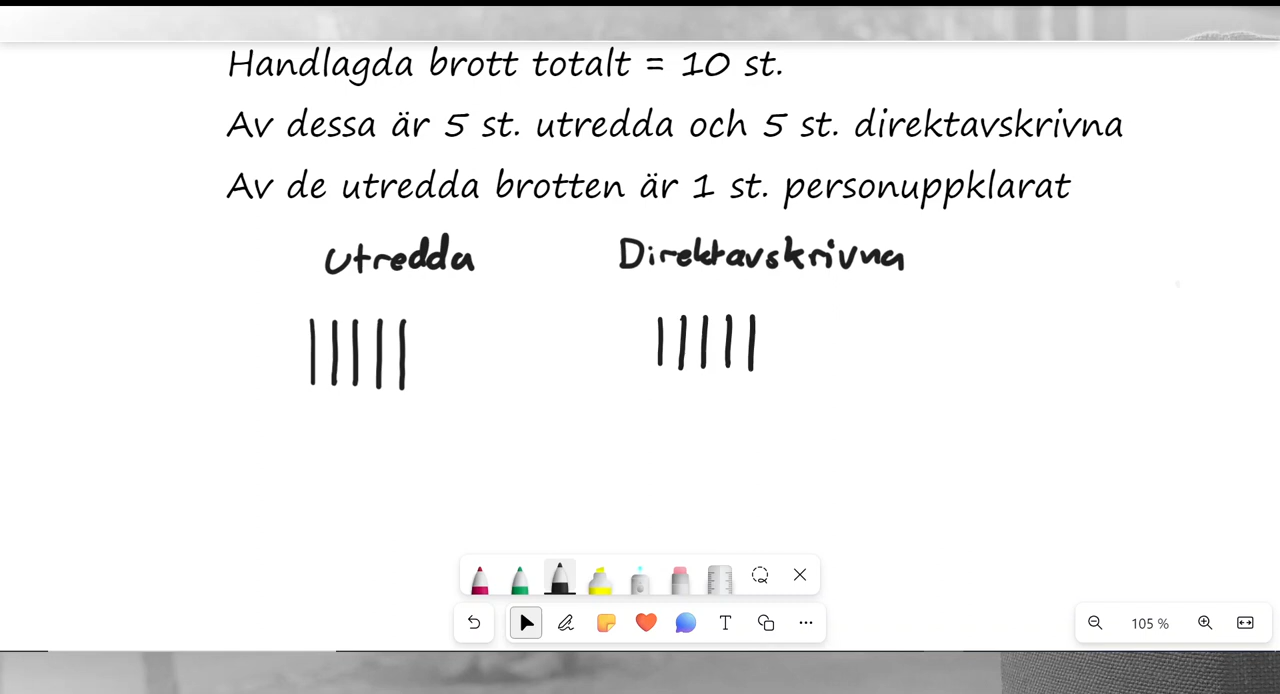 Handlagda brott totalt = 10 st.
Av dessa är 5 st. utredda och 5 st. direktavskrivna
Av de utredda brotten är 1 st. personuppklarat
Utredda Direktavskrivna
105 %